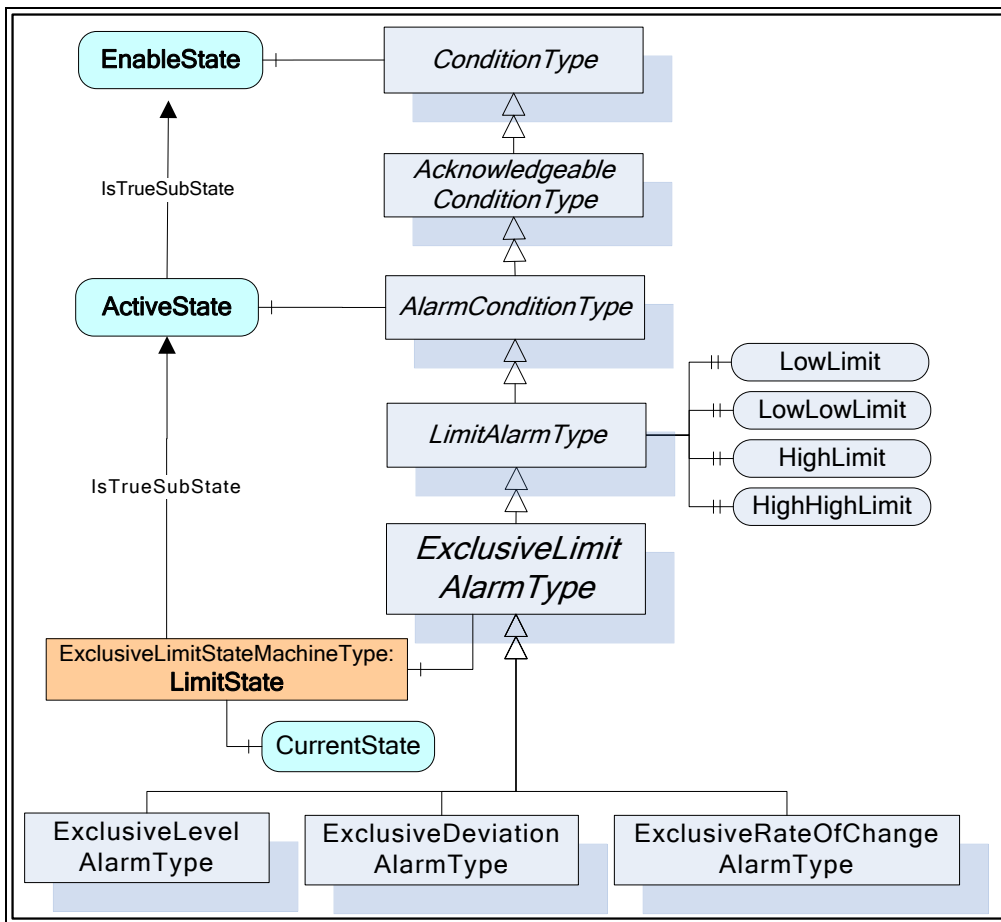 EnableState
ConditionType
IsTrueSubState
Acknowledgeable
ConditionType
ActiveState
AlarmConditionType
LowLimit
LowLowLimit
LimitAlarmType
HighLimit
HighHighLimit
IsTrueSubState
ExclusiveLimit
AlarmType
ExclusiveLimitStateMachineType:
LimitState
CurrentState
ExclusiveLevel
AlarmType
ExclusiveDeviation
AlarmType
ExclusiveRateOfChange
AlarmType